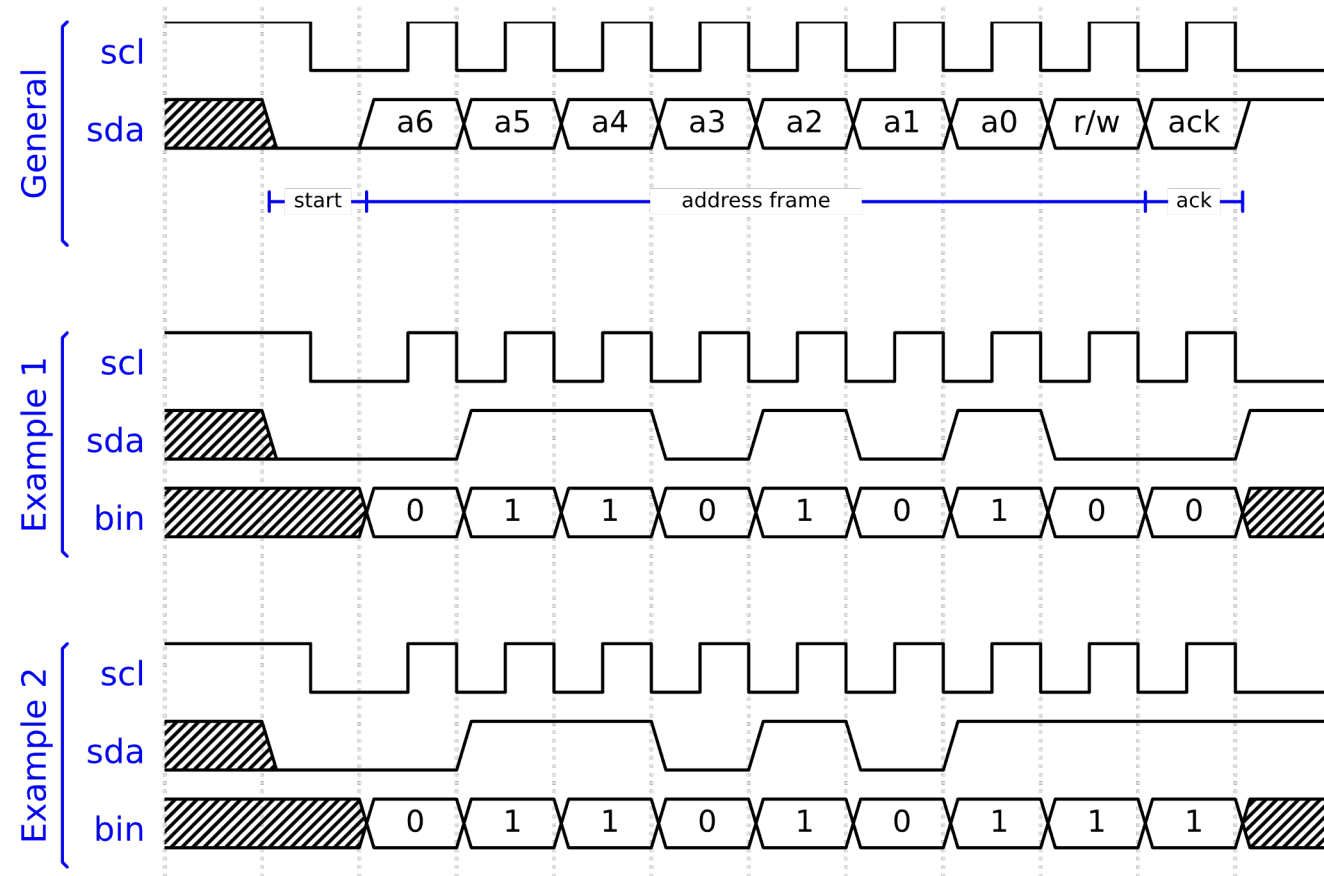 General
scl
sda a6 a5 a4 a3 a2 a1 a0 r/w ack
start address frame ack
Example 1
scl
sda
bin 0 1 1 0 1 0 1 0 0
Example 2
scl
sda
bin 0 1 1 0 1 0 1 1 1